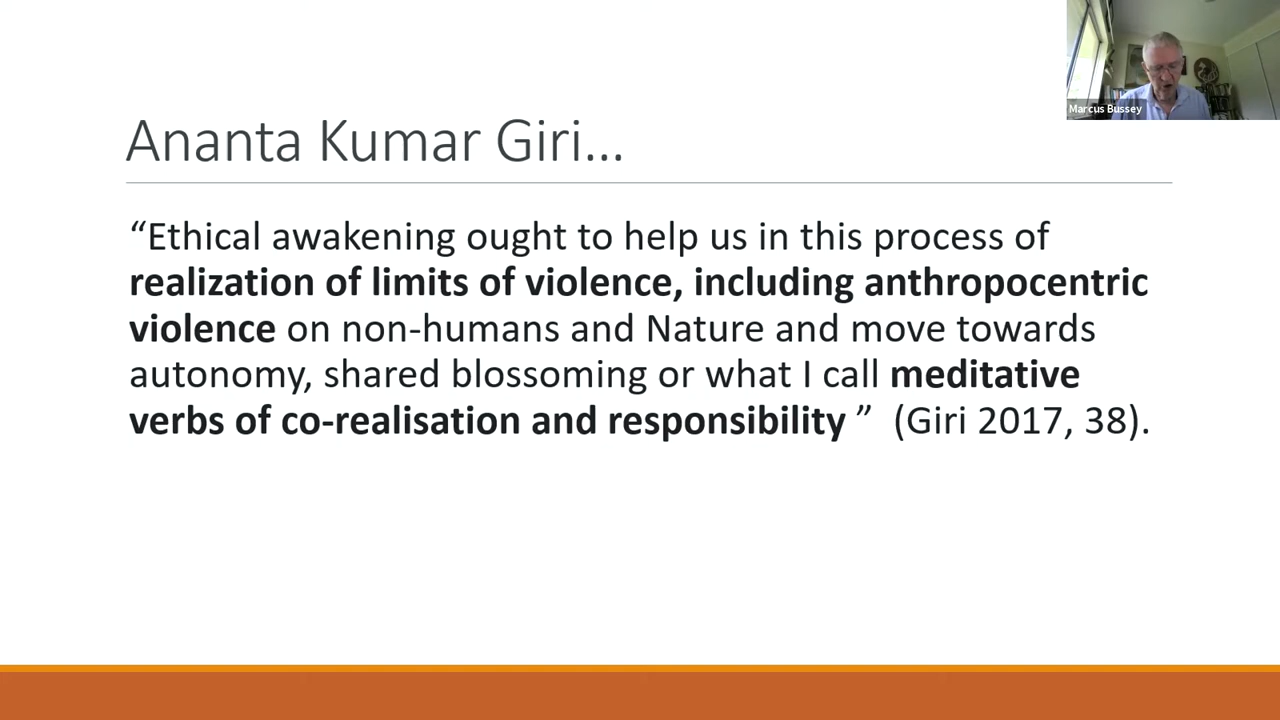 Marcus Bussey
Ananta Kumar Giri…
“Ethical awakening ought to help us in this process of
realization of limits of violence, including anthropocentric
violence on non-humans and Nature and move towards
autonomy, shared blossoming or what I call meditative
verbs of co-realisation and responsibility ” (Giri 2017, 38).